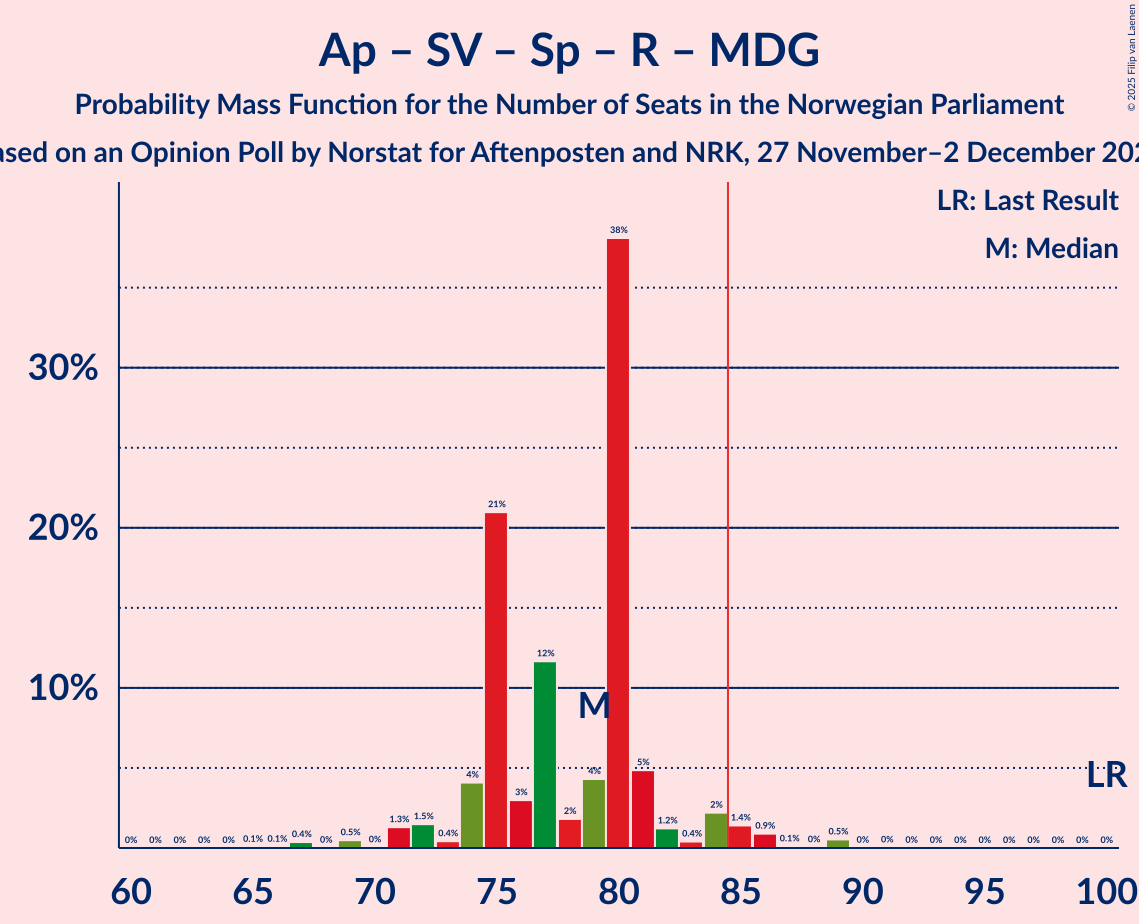 Ap – SV – Sp – R – MDG
Probability Mass Function for the Number of Seats in the Norwegian Parliament
ased on an Opinion Poll by Norstat for Aftenposten and NRK, 27 November–2 December 202
© 2025 Filip van Laenen
LR: Last Result
M: Median
30%
20%
10%
0% 0% 0% 0% 0% 0.1% 0.1% 0.4% 0% 0.5% 0% 1.3% 1.5% 0.4% 4% 21% 3% 12% 2% 4% 38% 5% 1.2% 0.4% 2% 1.4% 0.9% 0.1% 0% 0.5% 0% 0% 0% 0% 0% 0% 0% 0% 0% 0% 0%
M
LR
60 65 70 75 80 85 90 95 100